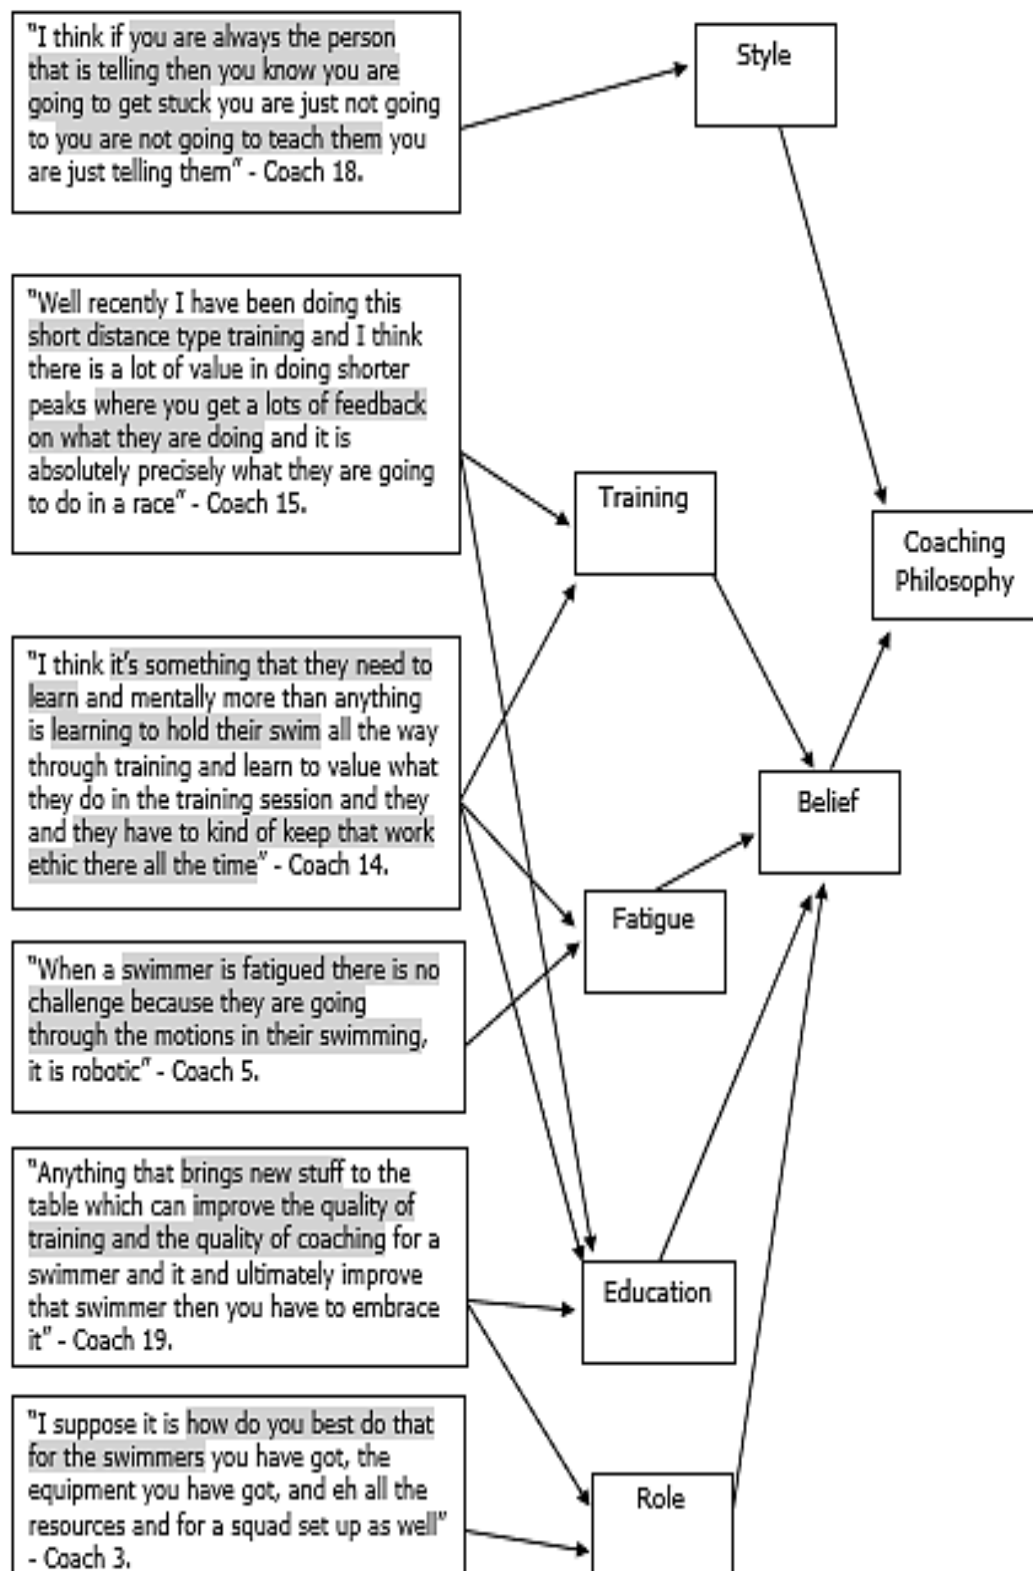 "I think if you are always the person
that is telling then you know you are
going to get stuck you are just not going
to you are not going to teach them you
are just telling them" - Coach 18.
Style
"Well recently I have been doing this
short distance type training and I think
there is a lot of value in doing shorter
peaks where you get a lots of feedback
on what they are doing and it is
absolutely precisely what they are going
to do in a race" - Coach 15.
Training
Coaching
Philosophy
"I think it's something that they need to
learn and mentally more than anything
is learning to hold their swim all the way
through training and learn to value what
they do in the training session and they
and they have to kind of keep that work
ethic there all the time" - Coach 14.
Belief
Fatigue
"When a swimmer is fatigued there is no
challenge because they are going
through the motions in their swimming,
it is robotic" - Coach 5.
"Anything that brings new stuff to the
table which can improve the quality of
training and the quality of coaching for a
swimmer and it and ultimately improve
that swimmer then you have to embrace
it" - Coach 19.
Education
"I suppose it is how do you best do that
for the swimmers you have got, the
equipment you have got, and eh all the
resources and for a squad set up as well"
- Coach 3.
Role